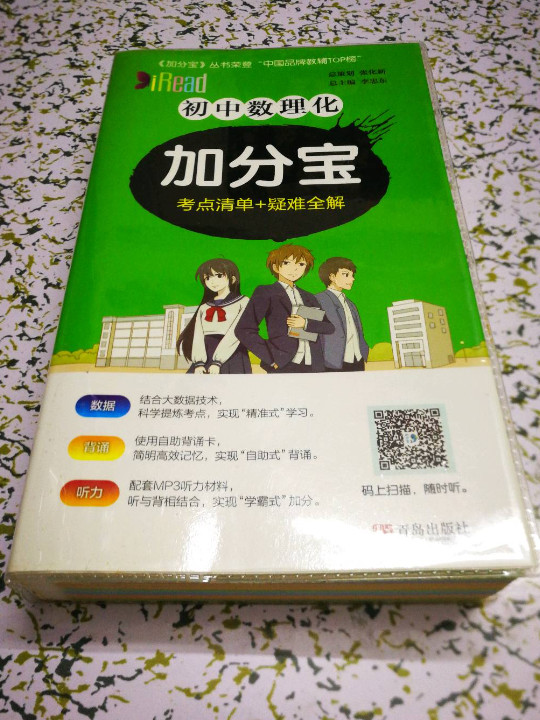 《加分宝》丛书荣登“中国品牌教辅TOP榜”
iRead
初中数理化
加分宝
考点清单+疑难全解
数据
结合大数据技术,
科学提炼考点,实现“精准式”学习。
背诵
使用自助背诵卡,
简明高效记忆,实现“自助式”背诵。
听力
配套MP3听力材料,
听与背相结合,实现“学霸式”加分。
码上扫描,随时听。
青岛出版社